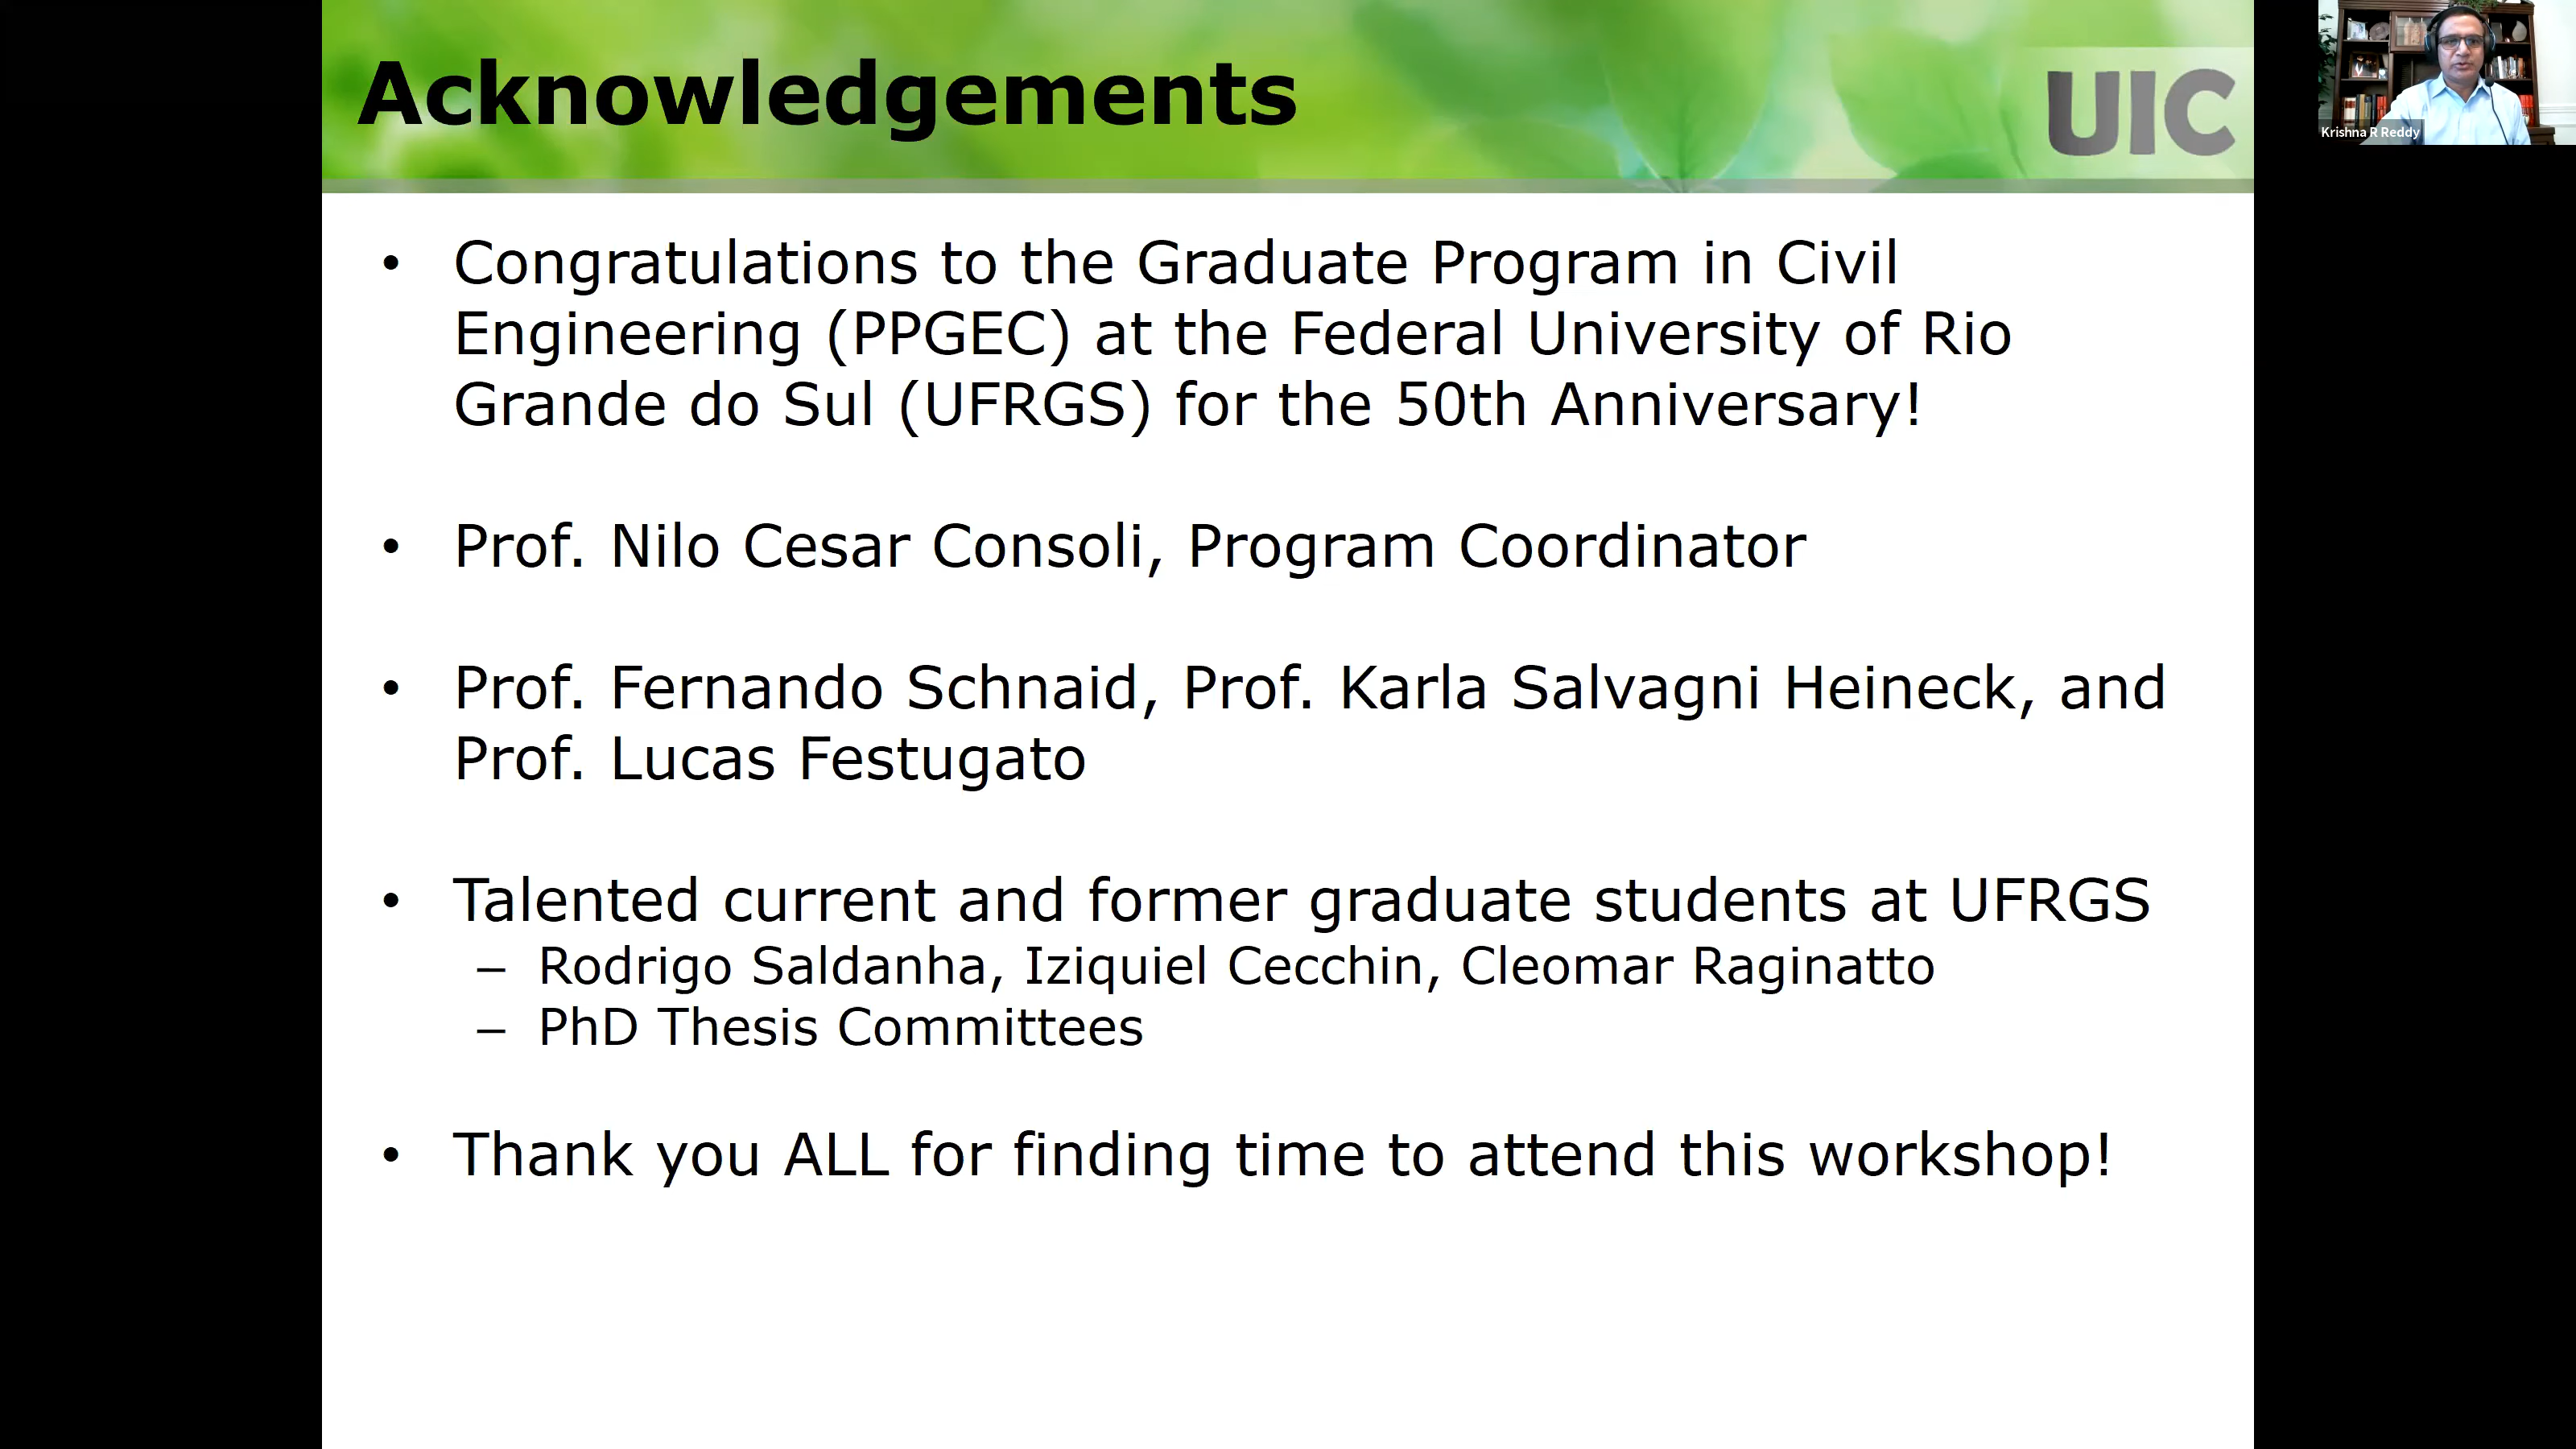 Acknowledgements
UIC
Krishna R Reddy
• Congratulations to the Graduate Program in Civil
Engineering (PPGEC) at the Federal University of Rio
Grande do Sul (UFRGS) for the 50th Anniversary!
• Prof. Nilo Cesar Consoli, Program Coordinator
• Prof. Fernando Schnaid, Prof. Karla Salvagni Heineck, and
Prof. Lucas Festugato
• Talented current and former graduate students at UFRGS
– Rodrigo Saldanha, Iziquiel Cecchin, Cleomar Raginatto
– PhD Thesis Committees
• Thank you ALL for finding time to attend this workshop!